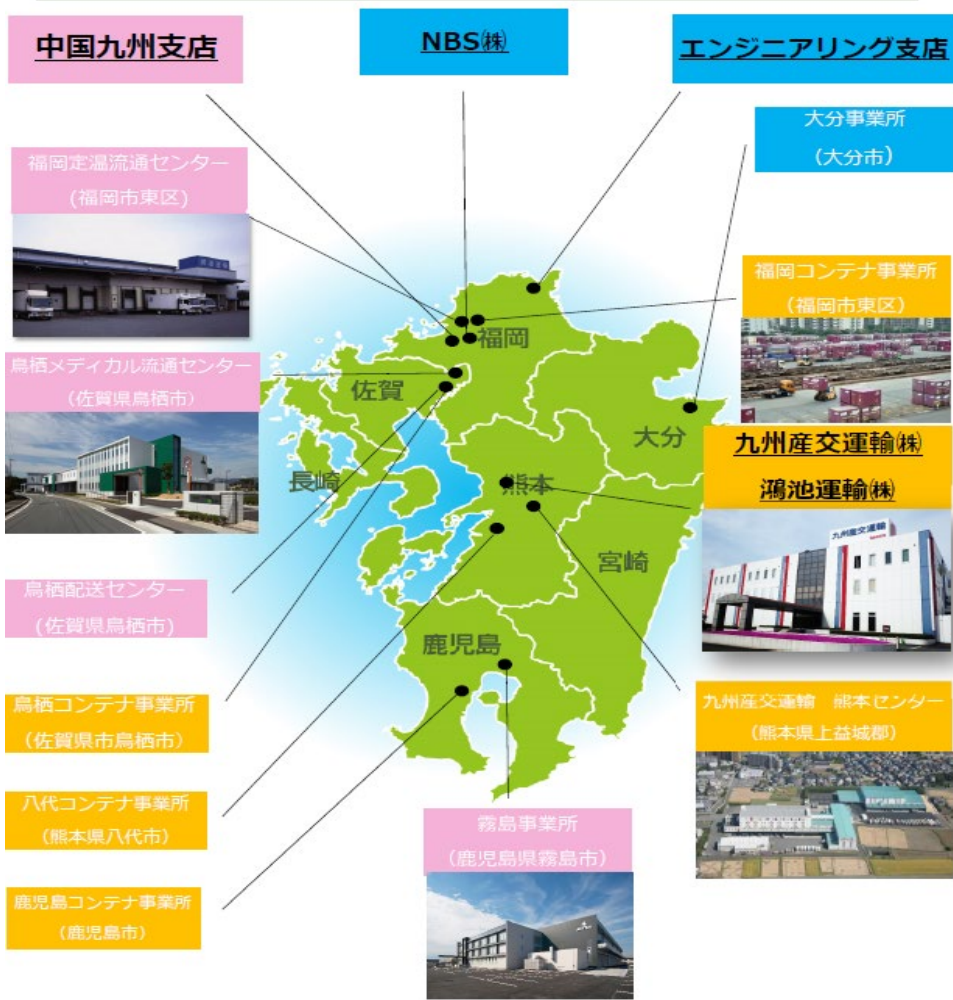 中国九州支店
NBS㈱
エンジニアリング支店
大分事業所
(大分市)
福岡定温流通センター
(福岡市東区)
福岡コンテナ事業所
(福岡市東区)
鳥栖メディカル流通センター
(佐賀県鳥栖市)
福岡
佐賀
大分
長崎
熊本
宮崎
鹿児島
九州産交運輸㈱
鴻池運輸㈱
九州産交運輸
鳥栖配送センター
(佐賀県鳥栖市)
鳥栖コンテナ事業所
(佐賀県市鳥栖市)
九州産交運輸 熊本センター
(熊本県上益城郡)
八代コンテナ事業所
(熊本県八代市)
霧島事業所
(鹿児島県霧島市)
鹿児島コンテナ事業所
(鹿児島市)